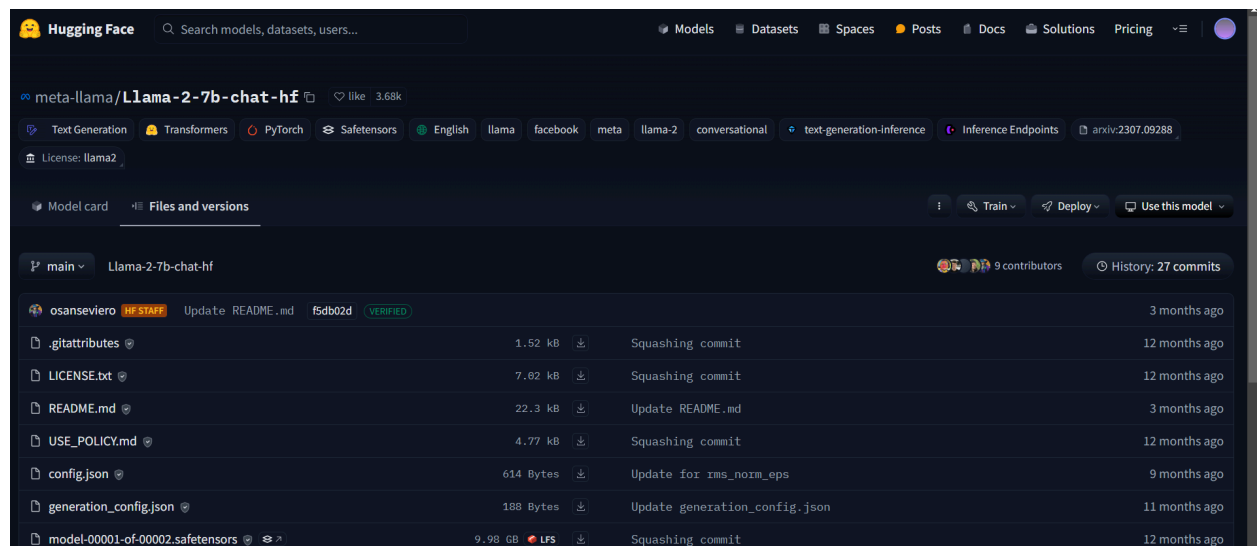 Hugging Face Search models, datasets, users... Models Datasets Spaces Posts Docs Solutions Pricing
meta-llama/Llama-2-7b-chat-hf like 3.68k
Text Generation Transformers PyTorch Safetensors English llama facebook meta llama-2 conversational text-generation-inference Inference Endpoints arxiv:2307.09288
License: llama2
Model card Files and versions Train Deploy Use this model
main Llama-2-7b-chat-hf 9 contributors History: 27 commits
osanseviero HF STAFF Update README.md f5db02d VERIFIED 3 months ago
.gitattributes 1.52 kB Squashing commit 12 months ago
LICENSE.txt 7.02 kB Squashing commit 12 months ago
README.md 22.3 kB Update README.md 3 months ago
USE_POLICY.md 4.77 kB Squashing commit 12 months ago
config.json 614 Bytes Update for rms_norm_eps 9 months ago
generation_config.json 188 Bytes Update generation_config.json 11 months ago
model-00001-of-00002.safetensors 9.98 GB LFS Squashing commit 12 months ago